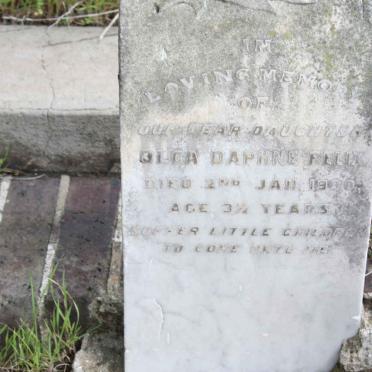 IN
LOVING MEMORY
OF
OUR DEAR DAUGHTER
OLGA DAPHNE
DIED 2ND JAN.
AGE 3½ YEARS
SUFFER LITTLE CHILDREN
TO COME UNTO ME